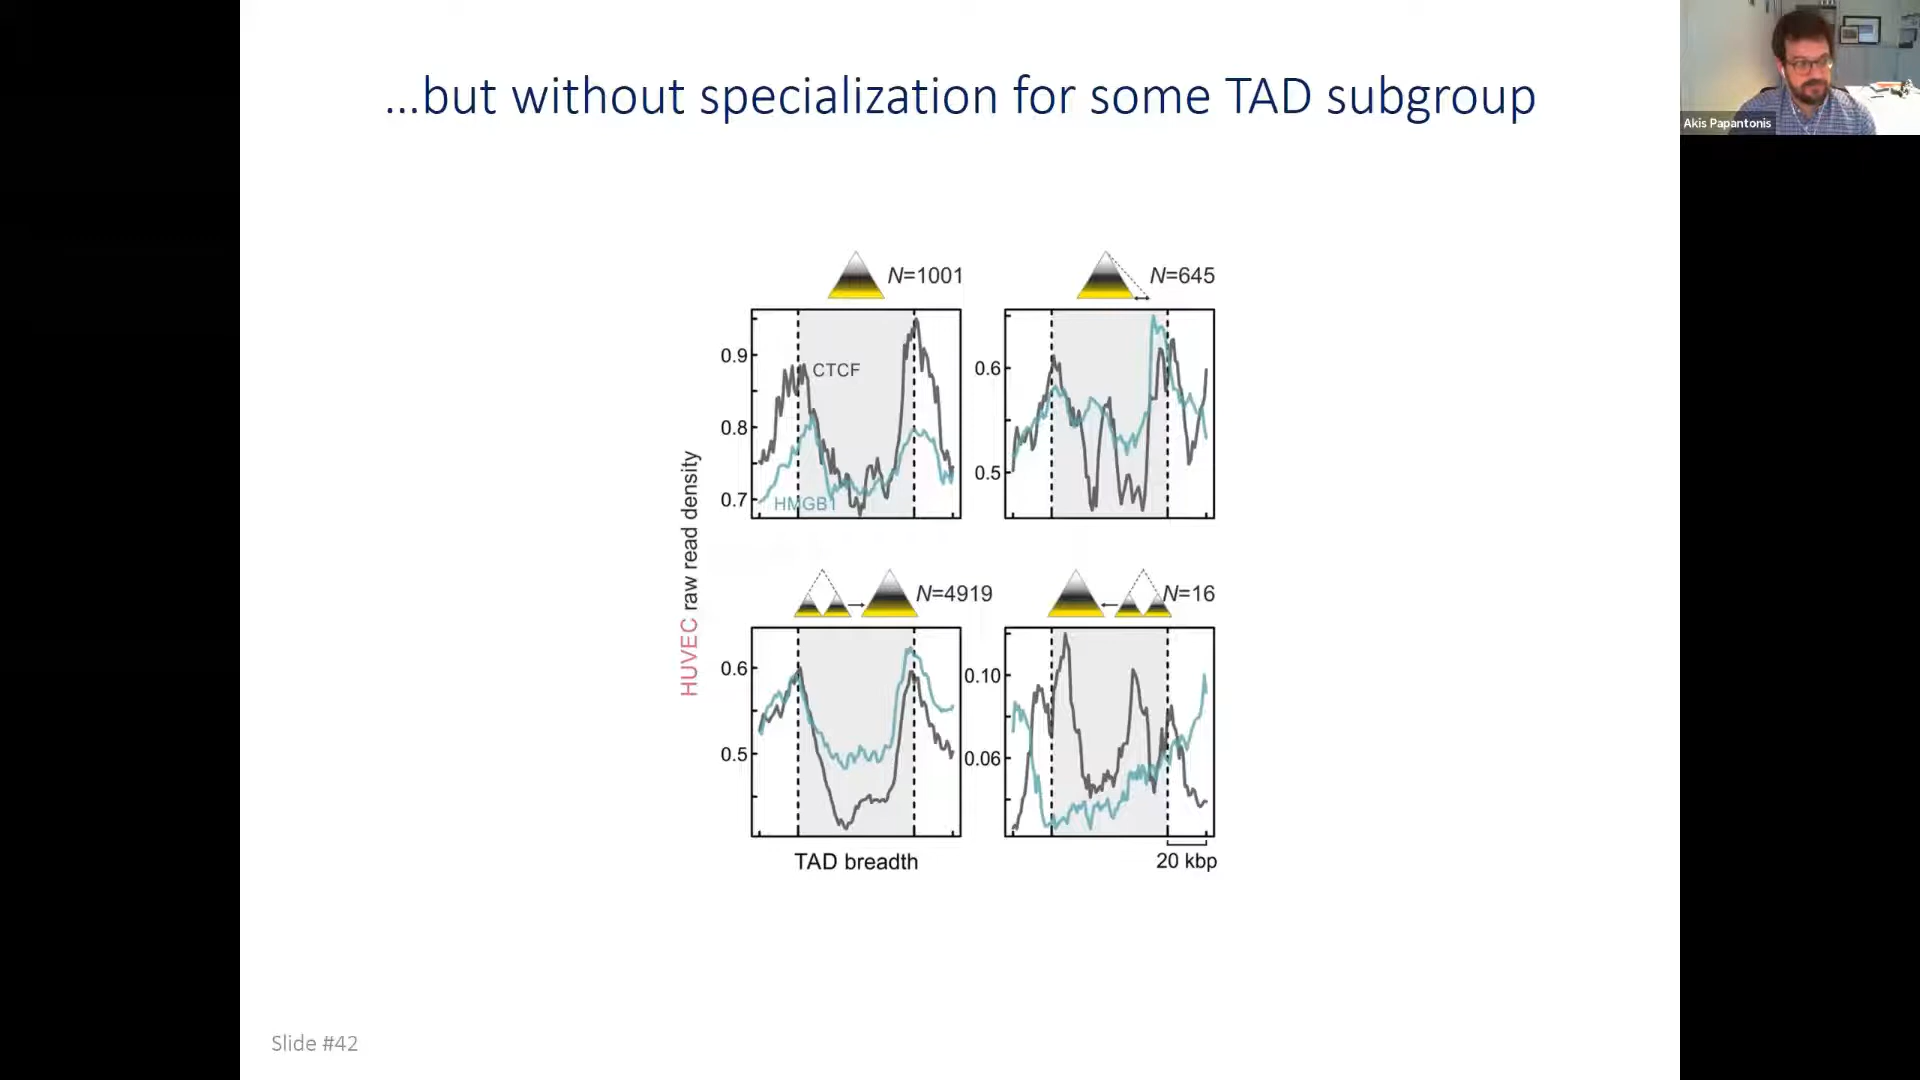 ...but without specialization for some TAD subgroup
Akis Papantonis
N=1001
N=645
0.9
0.8
0.7
CTCF
HMGB1
0.6
0.5
HUVEC raw read density
N=4919
N=16
0.6
0.5
0.10
0.06
TAD breadth
20 kbp
Slide #42